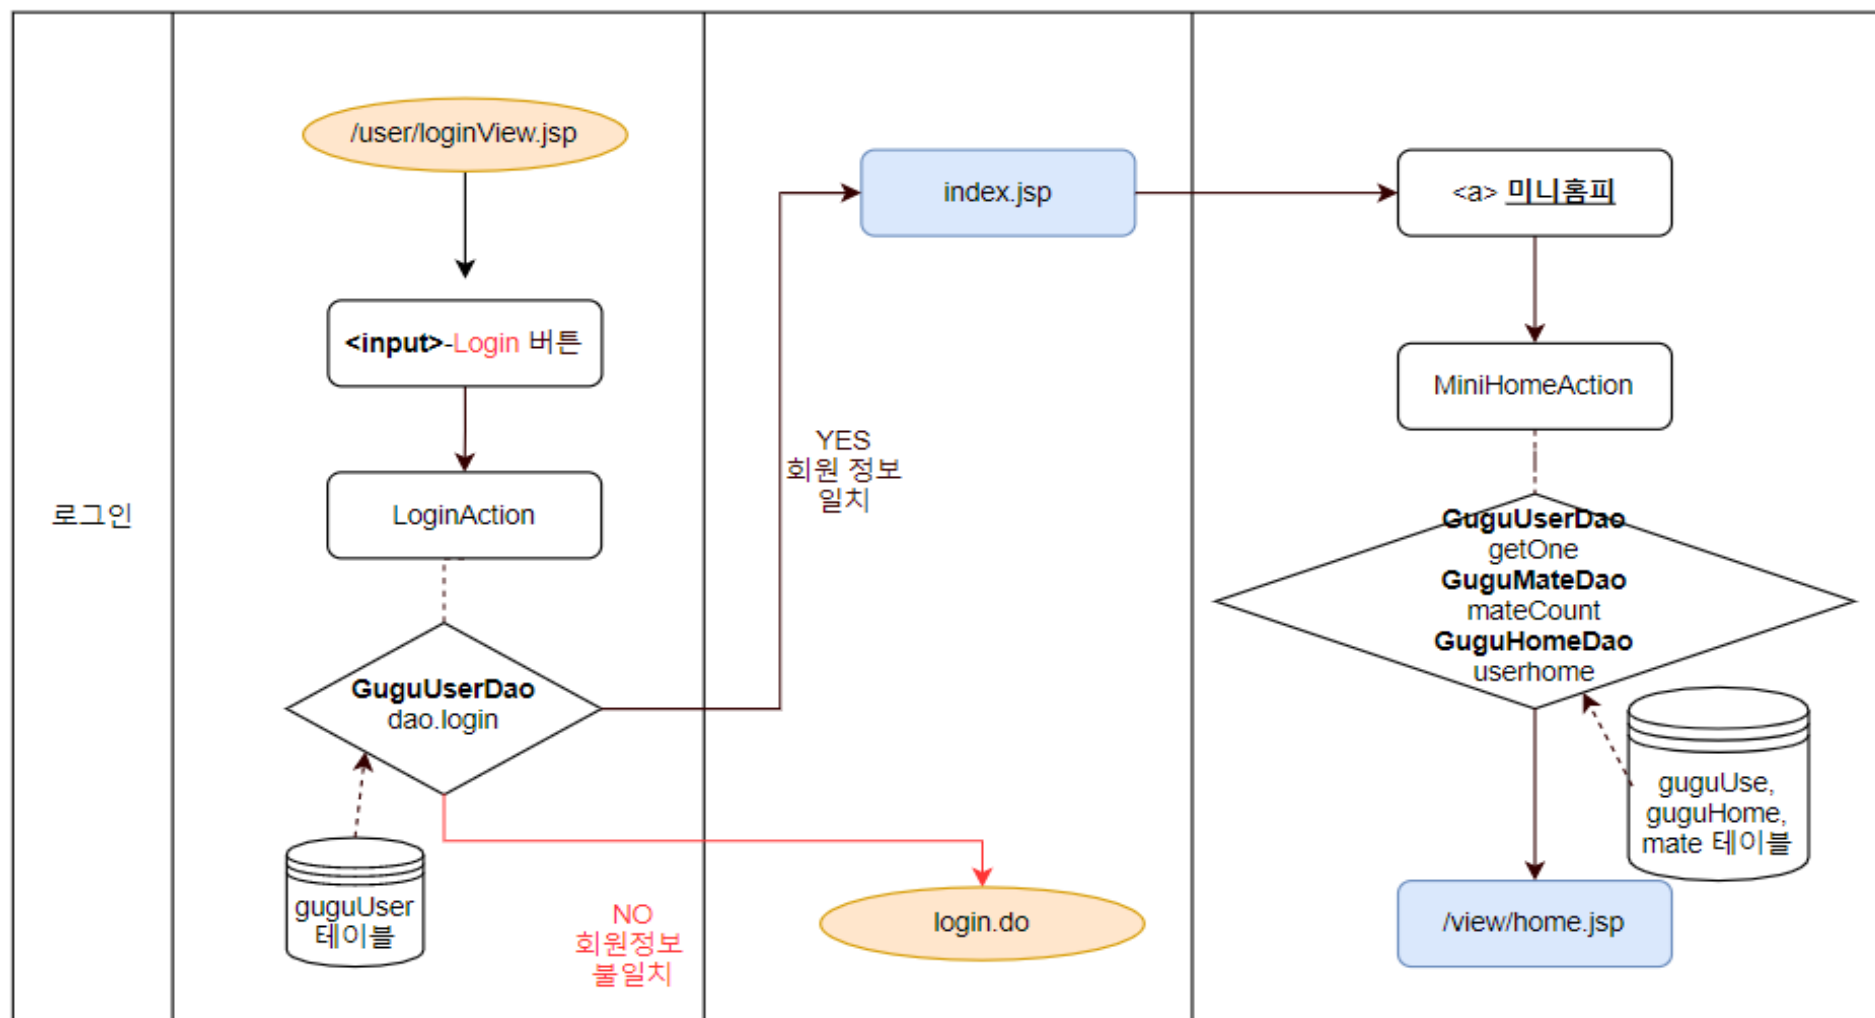 로그인
/user/loginView.jsp
<input>-Login 버튼
LoginAction
GuguUserDao
dao.login
guguUser
테이블
NO
회원정보
불일치
YES
회원 정보
일치
index.jsp
login.do
<a> 미니홈피
MiniHomeAction
GuguUserDao
getOne
GuguMateDao
mateCount
GuguHomeDao
userhome
guguUse,
guguHome,
mate 테이블
/view/home.jsp